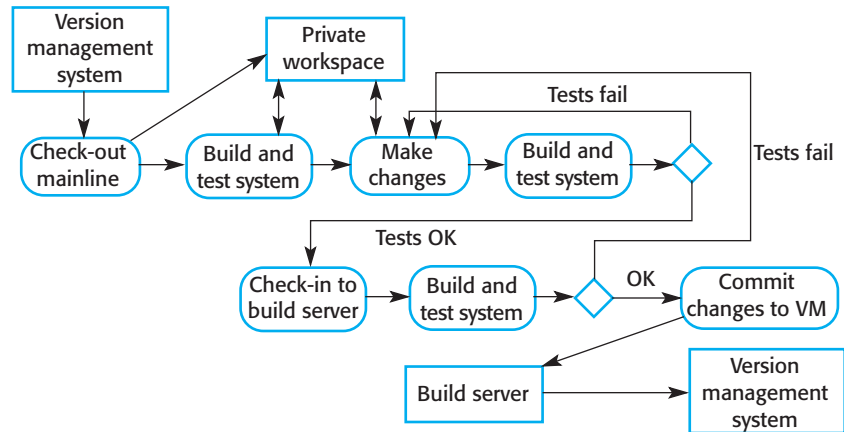 Version
management
system
Private
workspace
Tests fail
Check-out
mainline
Build and
test system
Make
changes
Build and
test system
Tests fail
Tests OK
Check-in to
build server
Build and
test system
OK
Commit
changes to VM
Build server
Version
management
system